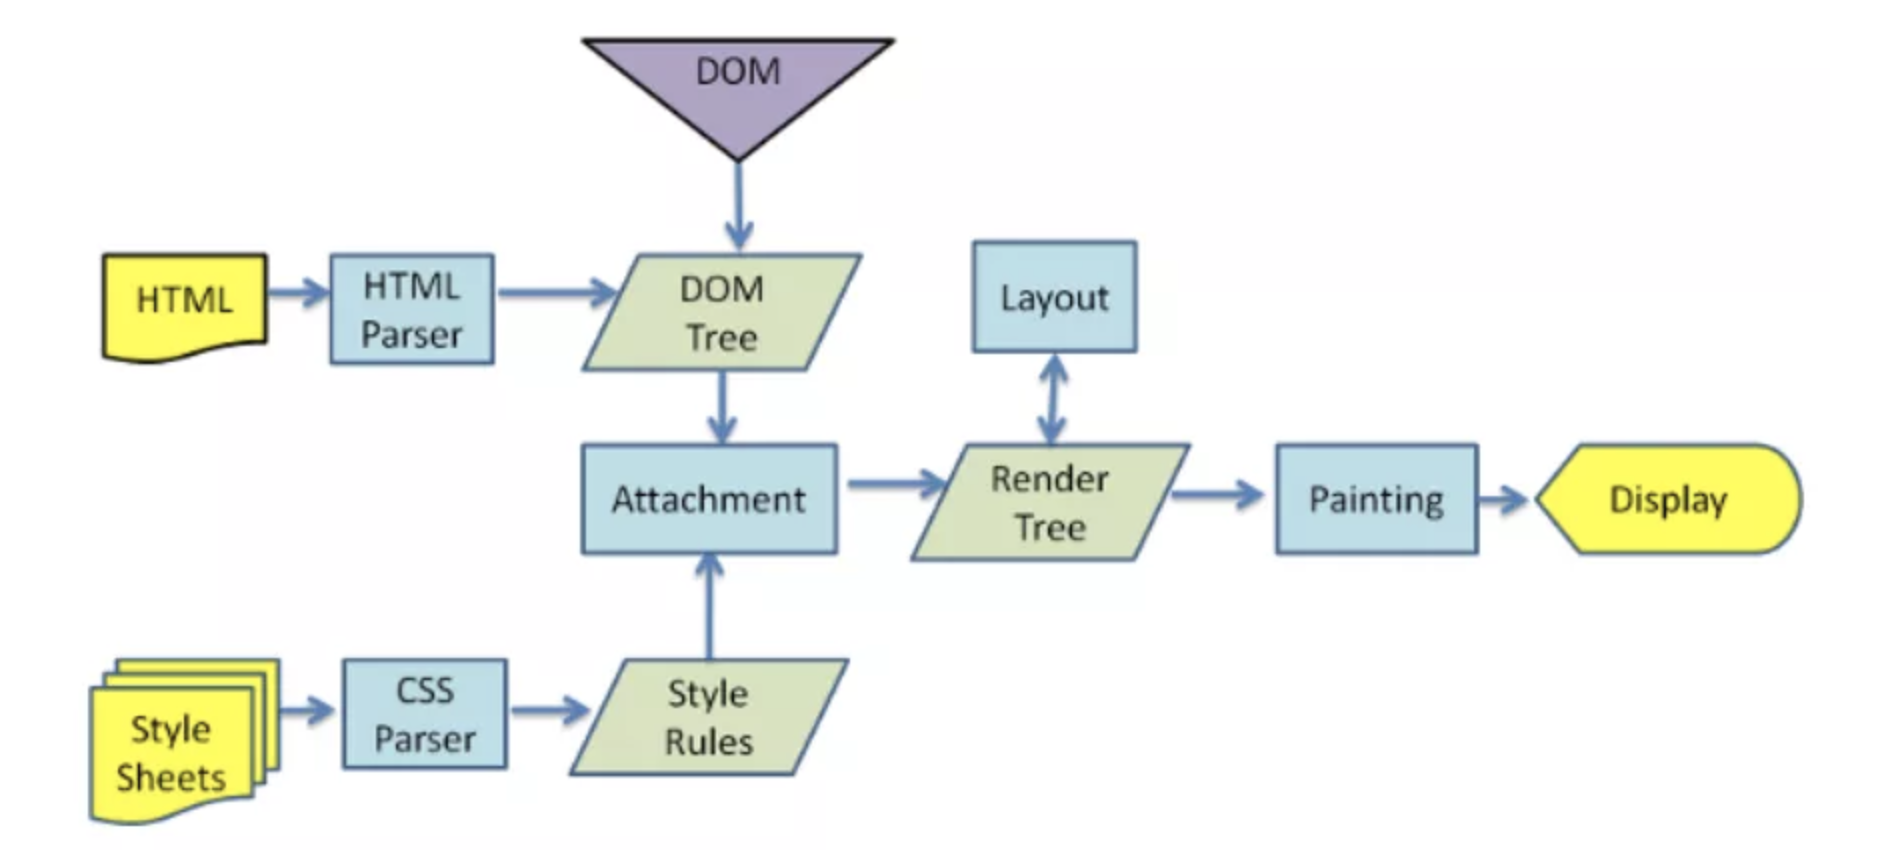 DOM
HTML
HTML
Parser
DOM
Tree
Layout
Attachment
Render
Tree
Painting
Display
Style
Sheets
CSS
Parser
Style
Rules